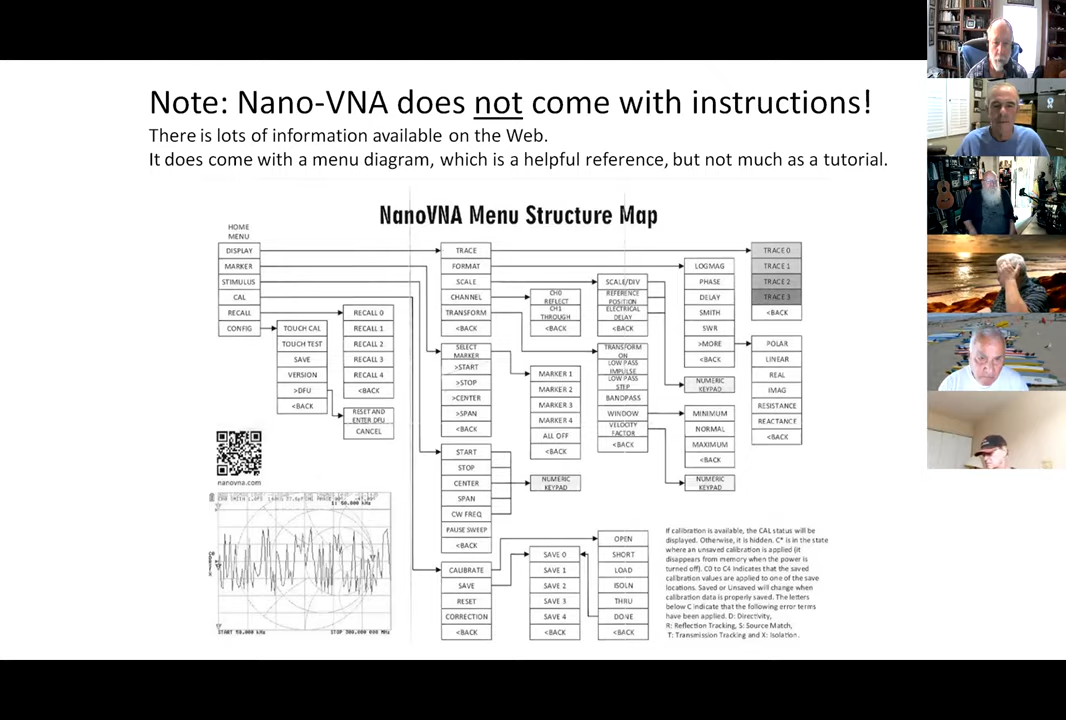 Note: Nano-VNA does not come with instructions!
There is lots of information available on the Web.
It does come with a menu diagram, which is a helpful reference, but not much as a tutorial.
NanoVNA Menu Structure Map
HOME
MENU
DISPLAY
MARKER
STIMULUS
CAL
RECALL
CONFIG
TOUCH CAL
TOUCH TEST
SAVE
VERSION
>DFU
<BACK
RECALL 0
RECALL 1
RECALL 2
RECALL 3
RECALL 4
<BACK
RESET AND
ENTER DFU
CANCEL
TRACE
FORMAT
SCALE
CHANNEL
TRANSFORM
<BACK
SELECT
MARKER
>START
>STOP
>CENTER
>SPAN
<BACK
START
STOP
CENTER
SPAN
CW FREQ
PAUSE SWEEP
<BACK
CALIBRATE
SAVE
RESET
CORRECTION
<BACK
CH0
REFLECT
CH1
THROUGH
<BACK
MARKER 1
MARKER 2
MARKER 3
MARKER 4
ALL OFF
<BACK
NUMERIC
KEYPAD
SAVE 0
SAVE 1
SAVE 2
SAVE 3
SAVE 4
<BACK
SCALE/DIV
REFERENCE
POSITION
ELECTRICAL
DELAY
<BACK
TRANSFORM
ON
LOW PASS
IMPULSE
LOW PASS
STEP
BANDPASS
WINDOW
VELOCITY
FACTOR
<BACK
OPEN
SHORT
LOAD
ISOLN
THRU
DONE
<BACK
LOGMAG
PHASE
DELAY
SMITH
SWR
>MORE
<BACK
NUMERIC
KEYPAD
MINIMUM
NORMAL
MAXIMUM
<BACK
NUMERIC
KEYPAD
TRACE 0
TRACE 1
TRACE 2
TRACE 3
<BACK
POLAR
LINEAR
REAL
IMAG
RESISTANCE
REACTANCE
<BACK
nanovna.com
START 50.000 kHz
STOP 900.000 000 MHz
If calibration is available, the CAL status will be
displayed. Otherwise, it is hidden. C* is in the state
where an unsaved calibration is applied (it
disappears from memory when the power is
turned off). C0 to C4 Indicates that the saved
calibration values are applied to one of the save
locations. Saved or Unsaved will change when
calibration data is properly saved. The letters
below C indicate that the following error terms
have been applied. D: Directivity,
R: Reflection Tracking, S: Source Match,
T: Transmission Tracking and X: Isolation.